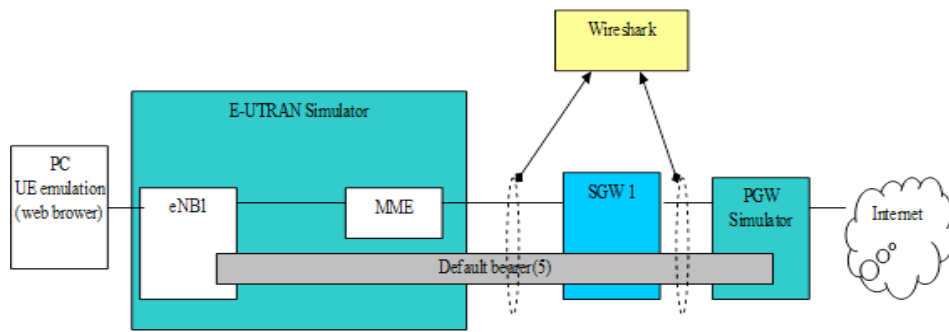 Wireshark
E-UTRAN Simulator
PC
UE emulation
(web brower)
eNB1
MME
SGW 1
PGW
Simulator
Internet
Default bearer(5)